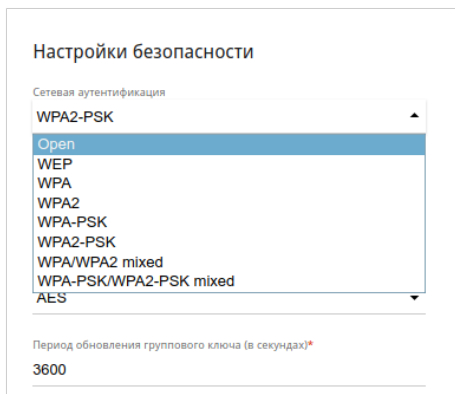 Настройки безопасности
Сетевая аутентификация
WPA2-PSK
Open
WEP
WPA
WPA2
WPA-PSK
WPA2-PSK
WPA/WPA2 mixed
WPA-PSK/WPA2-PSK mixed
AES
Период обновления группового ключа (в секундах)*
3600